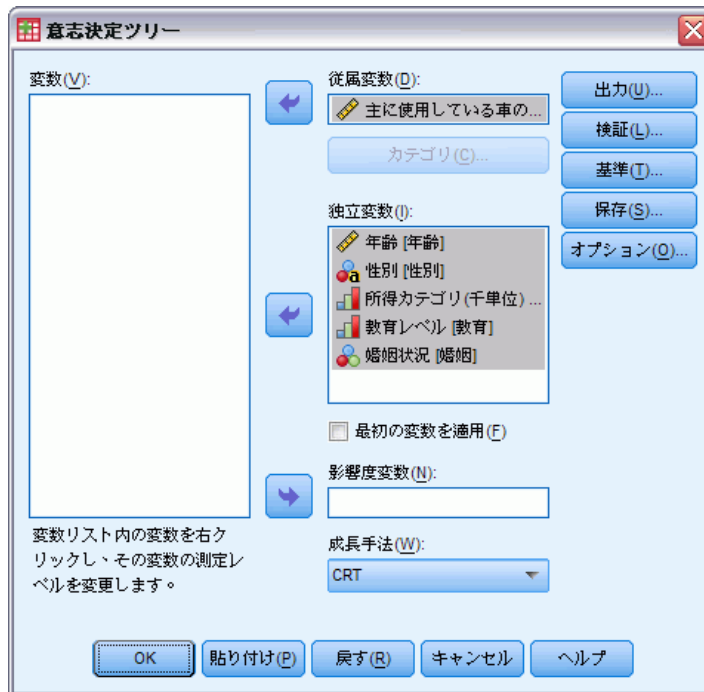 意志決定ツリー
変数(V):
従属変数(D):
主に使用している車の...
カテゴリ(C)...
独立変数(I):
年齢 [年齢]
a 性別 [性別]
所得カテゴリ(千単位) ...
教育レベル [教育]
婚姻状況 [婚姻]
最初の変数を適用(F)
影響度変数(N):
変数リスト内の変数を右ク
リックし、その変数の測定レ
ベルを変更します。
成長手法(W):
CRT
出力(U)...
検証(L)...
基準(T)...
保存(S)...
オプション(O)...
OK
貼り付け(P)
戻す(R)
キャンセル
ヘルプ